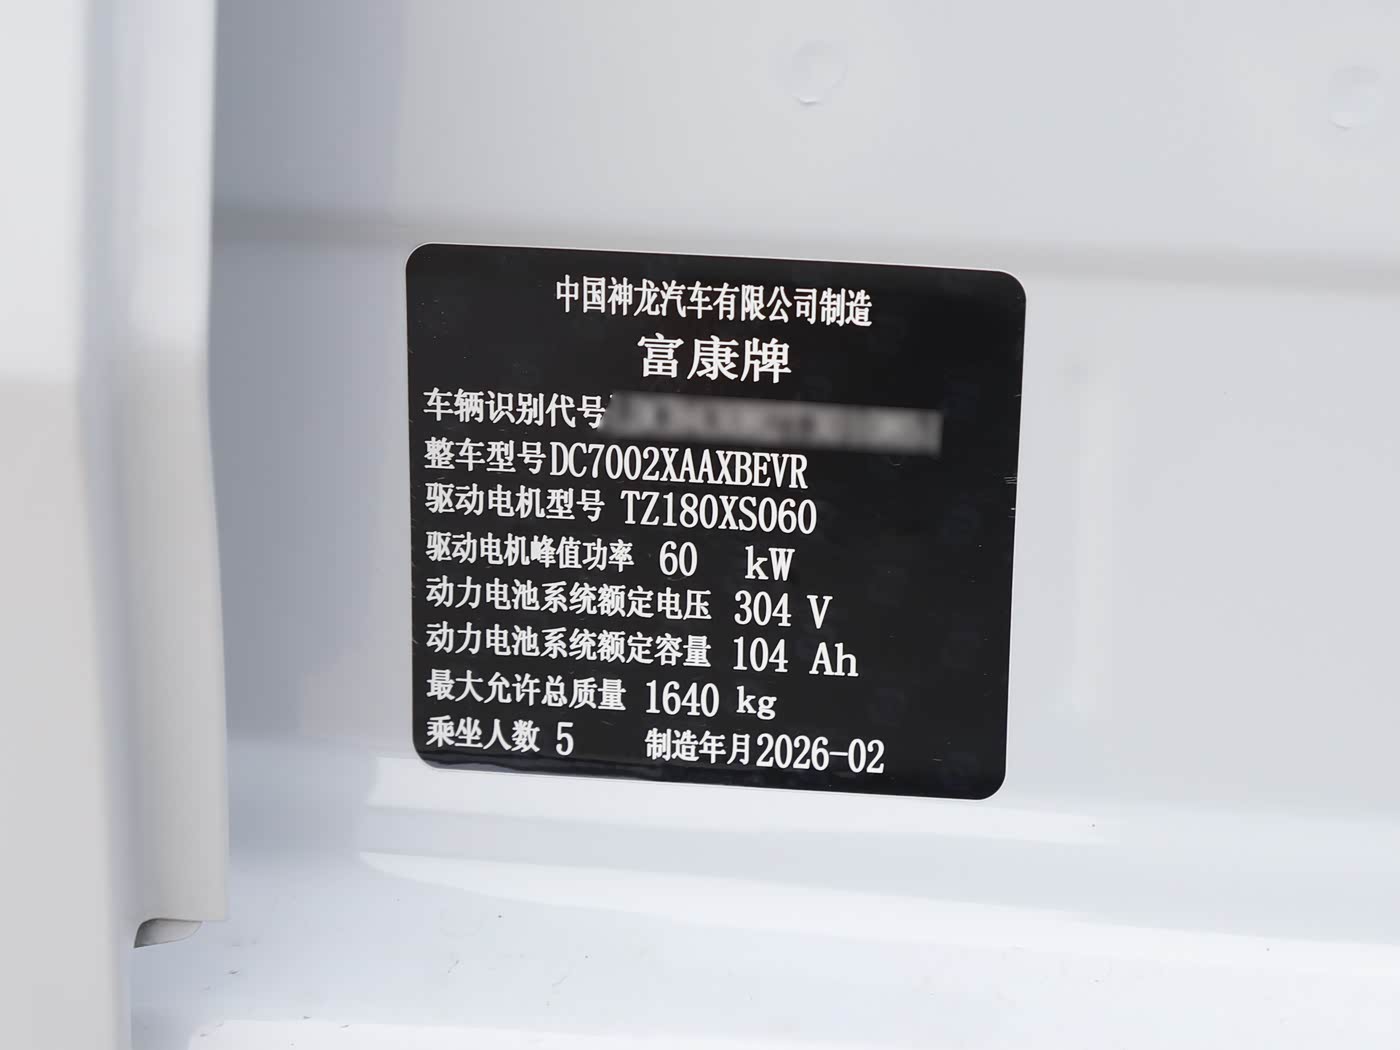 中国神龙汽车有限公司制造
富康牌
车辆识别代号
整车型号DC7002XAAXBEVR
驱动电机型号 TZ180XS060
驱动电机峰值功率 60 kW
动力电池系统额定电压 304 V
动力电池系统额定容量 104 Ah
最大允许总质量 1640 kg
乘坐人数 5 制造年月2026-02